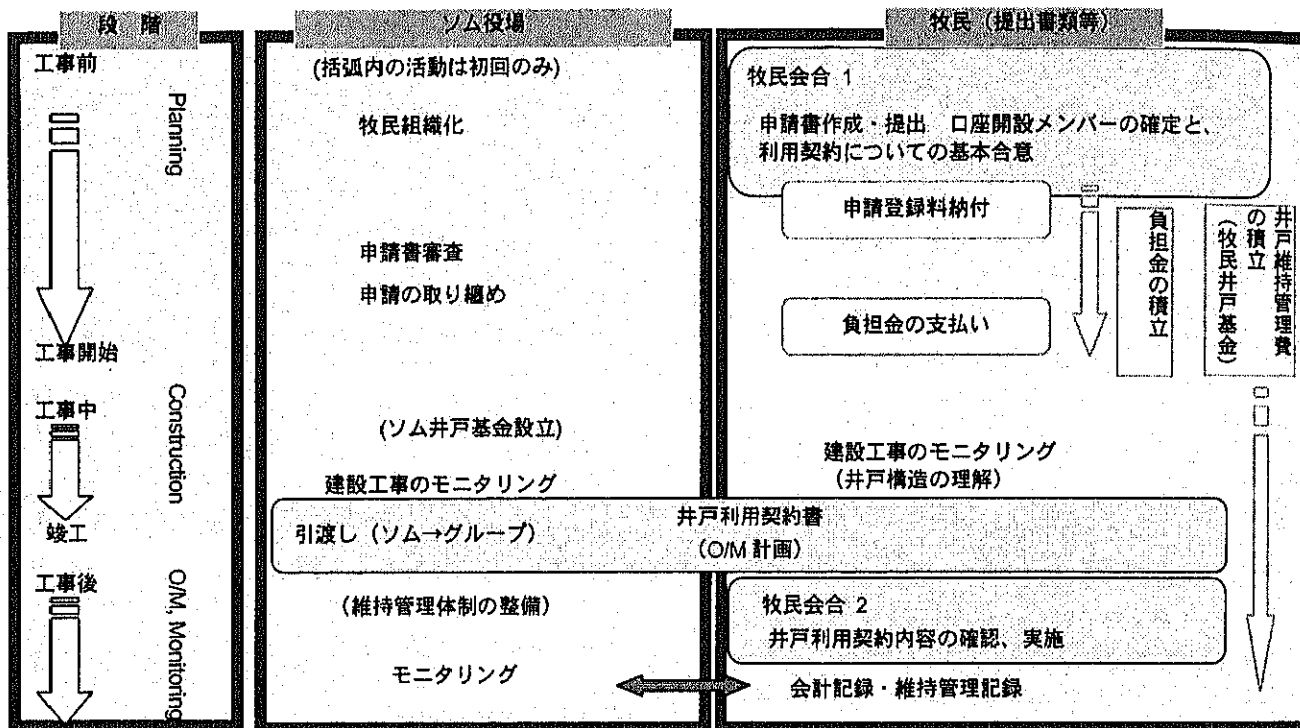 段 階
工事前
Planning
工事開始
工事中
Construction
竣工
工事後
O/M, Monitoring
ソム役場
(括弧内の活動は初回のみ)
牧民組織化
申請書審査
申請の取り纏め
(ソム井戸基金設立)
建設工事のモニタリング
引渡し（ソム→グループ）
井戸利用契約書
（O/M 計画）
(維持管理体制の整備)
モニタリング
牧民（提出書類等）
牧民会合 1
申請書作成・提出 口座開設メンバーの確定と、
利用契約についての基本合意
申請登録料納付
負担金の支払い
負担金の積立
井戸維持管理費
の積立
（牧民井戸基金）
建設工事のモニタリング
（井戸構造の理解）
牧民会合 2
井戸利用契約内容の確認、実施
会計記録・維持管理記録